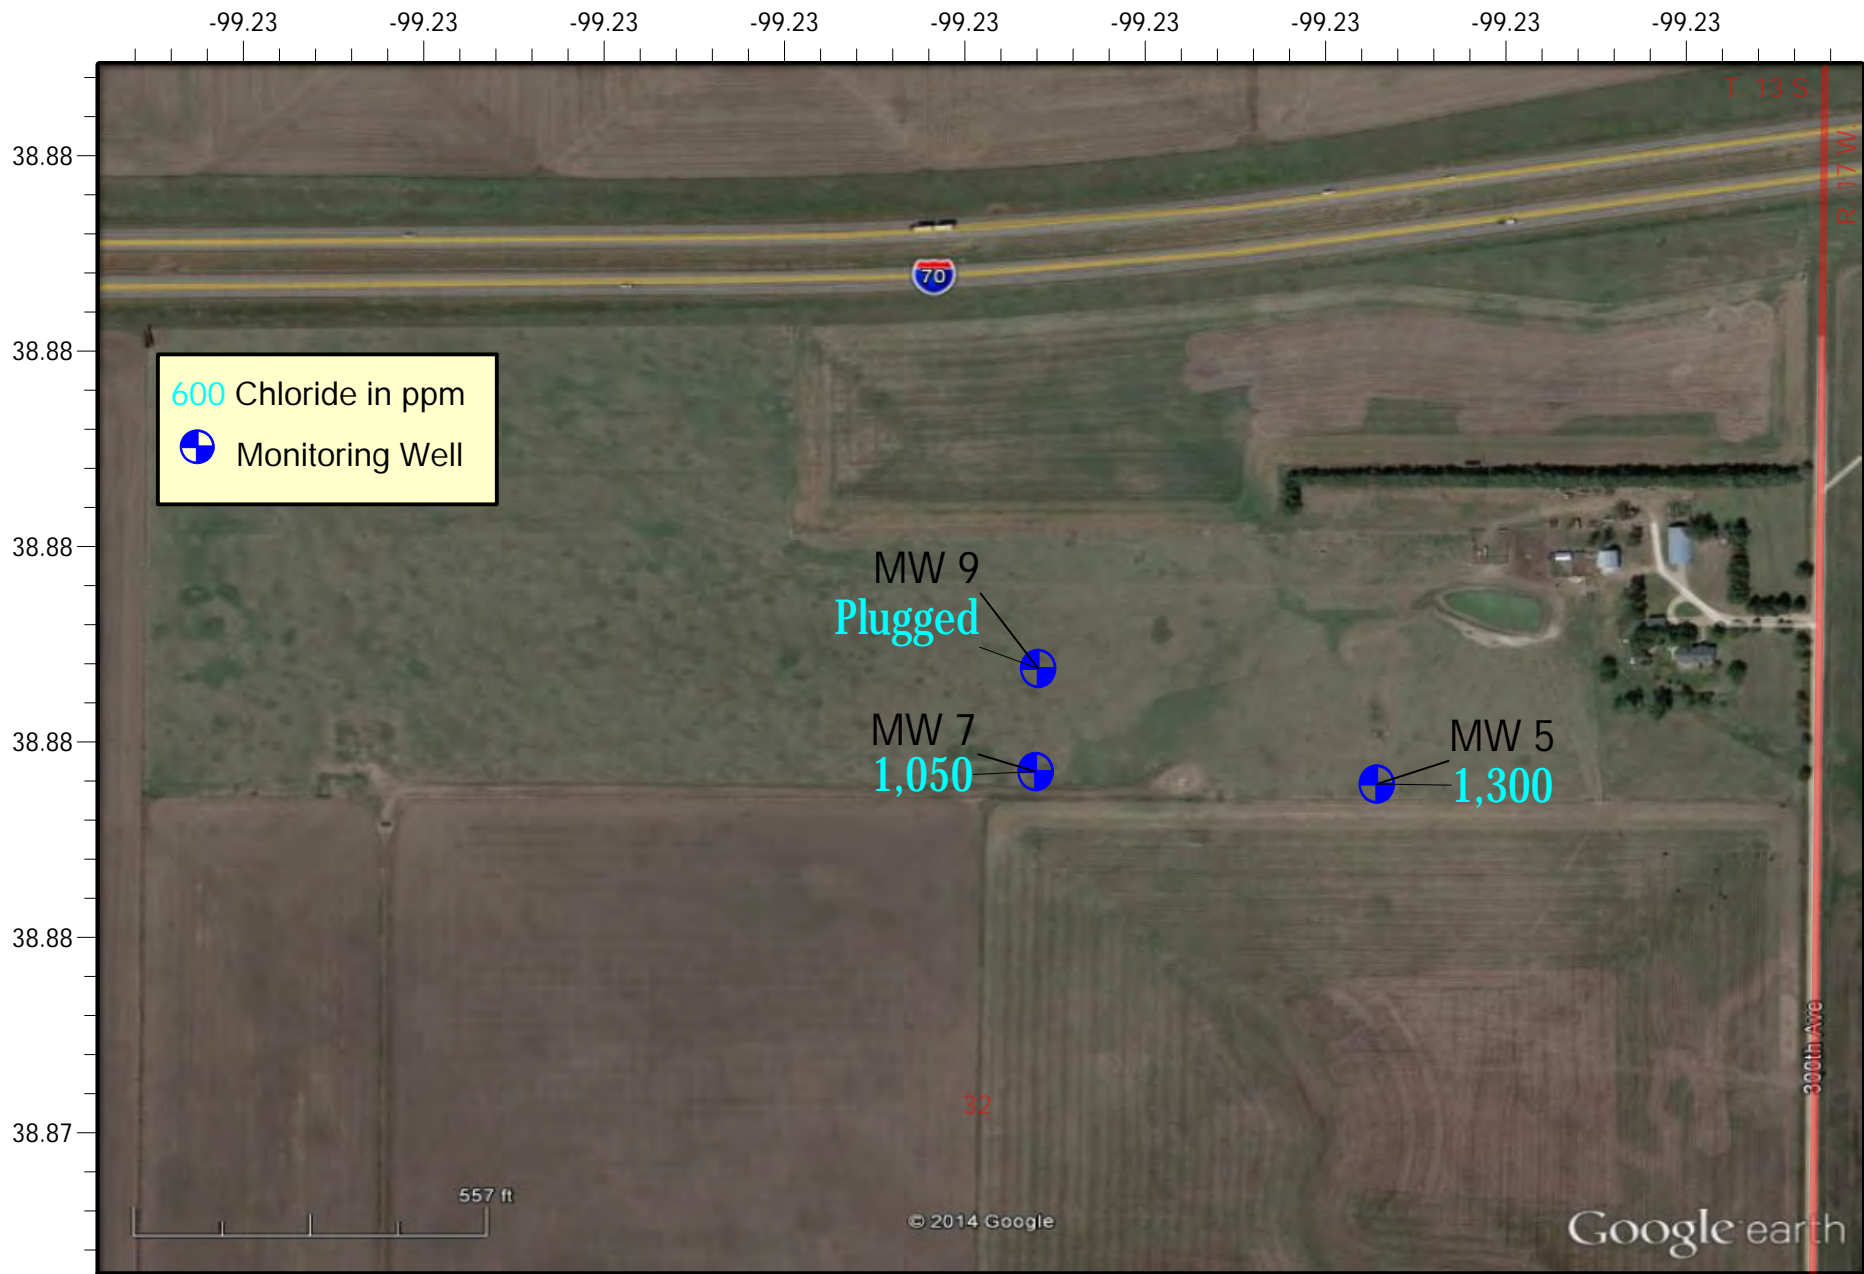 -99.23 -99.23 -99.23 -99.23 -99.23 -99.23 -99.23 -99.23 -99.23
T. 13 S.
R 17 W
38.88
70
38.88
600 Chloride in ppm
Monitoring Well
38.88
MW 9
Plugged
38.88
MW 7
1,050
MW 5
1,300
38.88
300th Ave
32
38.87
557 ft
© 2014 Google
Google earth